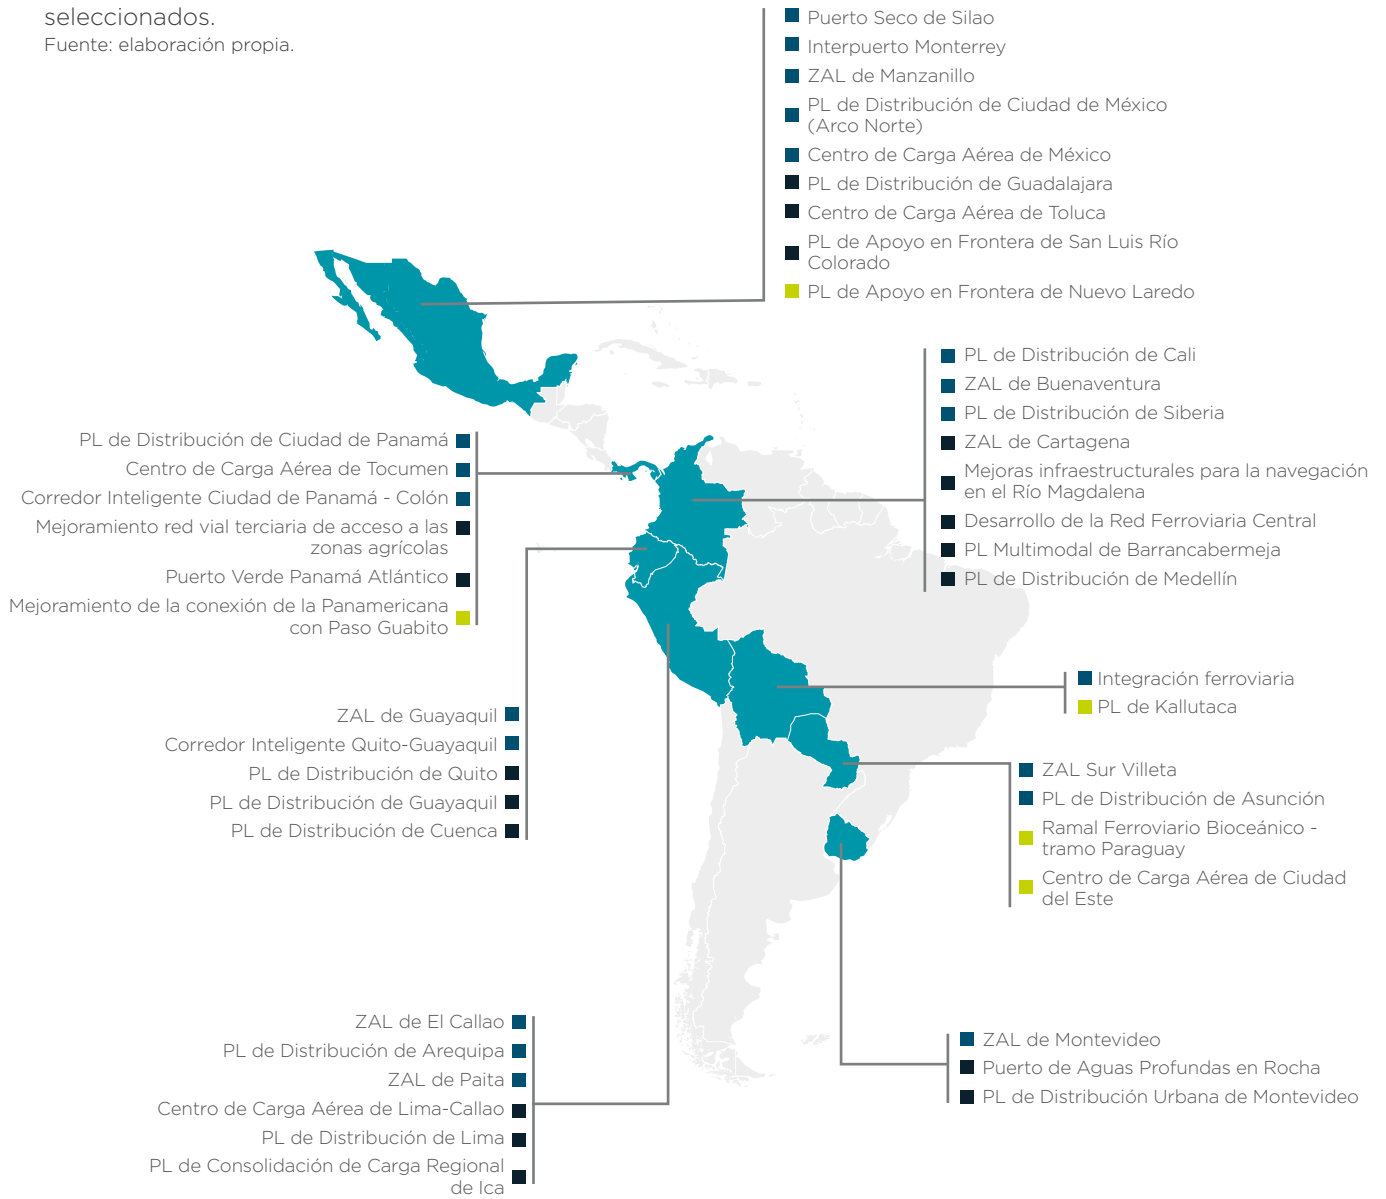 seleccionados.
Fuente: elaboración propia.
Puerto Seco de Silao
Interpuerto Monterrey
ZAL de Manzanillo
PL de Distribución de Ciudad de México
(Arco Norte)
Centro de Carga Aérea de México
PL de Distribución de Guadalajara
Centro de Carga Aérea de Toluca
PL de Apoyo en Frontera de San Luis Río
Colorado
PL de Apoyo en Frontera de Nuevo Laredo
PL de Distribución de Cali
ZAL de Buenaventura
PL de Distribución de Siberia
ZAL de Cartagena
Mejoras infraestructurales para la navegación
en el Río Magdalena
Desarrollo de la Red Ferroviaria Central
PL Multimodal de Barrancabermeja
PL de Distribución de Medellín
PL de Distribución de Ciudad de Panamá
Centro de Carga Aérea de Tocumen
Corredor Inteligente Ciudad de Panamá - Colón
Mejoramiento red vial terciaria de acceso a las
zonas agrícolas
Puerto Verde Panamá Atlántico
Mejoramiento de la conexión de la Panamericana
con Paso Guabito
Integración ferroviaria
PL de Kallutaca
ZAL de Guayaquil
Corredor Inteligente Quito-Guayaquil
PL de Distribución de Quito
PL de Distribución de Guayaquil
PL de Distribución de Cuenca
ZAL Sur Villeta
PL de Distribución de Asunción
Ramal Ferroviario Bioceánico -
tramo Paraguay
Centro de Carga Aérea de Ciudad
del Este
ZAL de El Callao
PL de Distribución de Arequipa
ZAL de Paita
Centro de Carga Aérea de Lima-Callao
PL de Distribución de Lima
PL de Consolidación de Carga Regional
de Ica
ZAL de Montevideo
Puerto de Aguas Profundas en Rocha
PL de Distribución Urbana de Montevideo